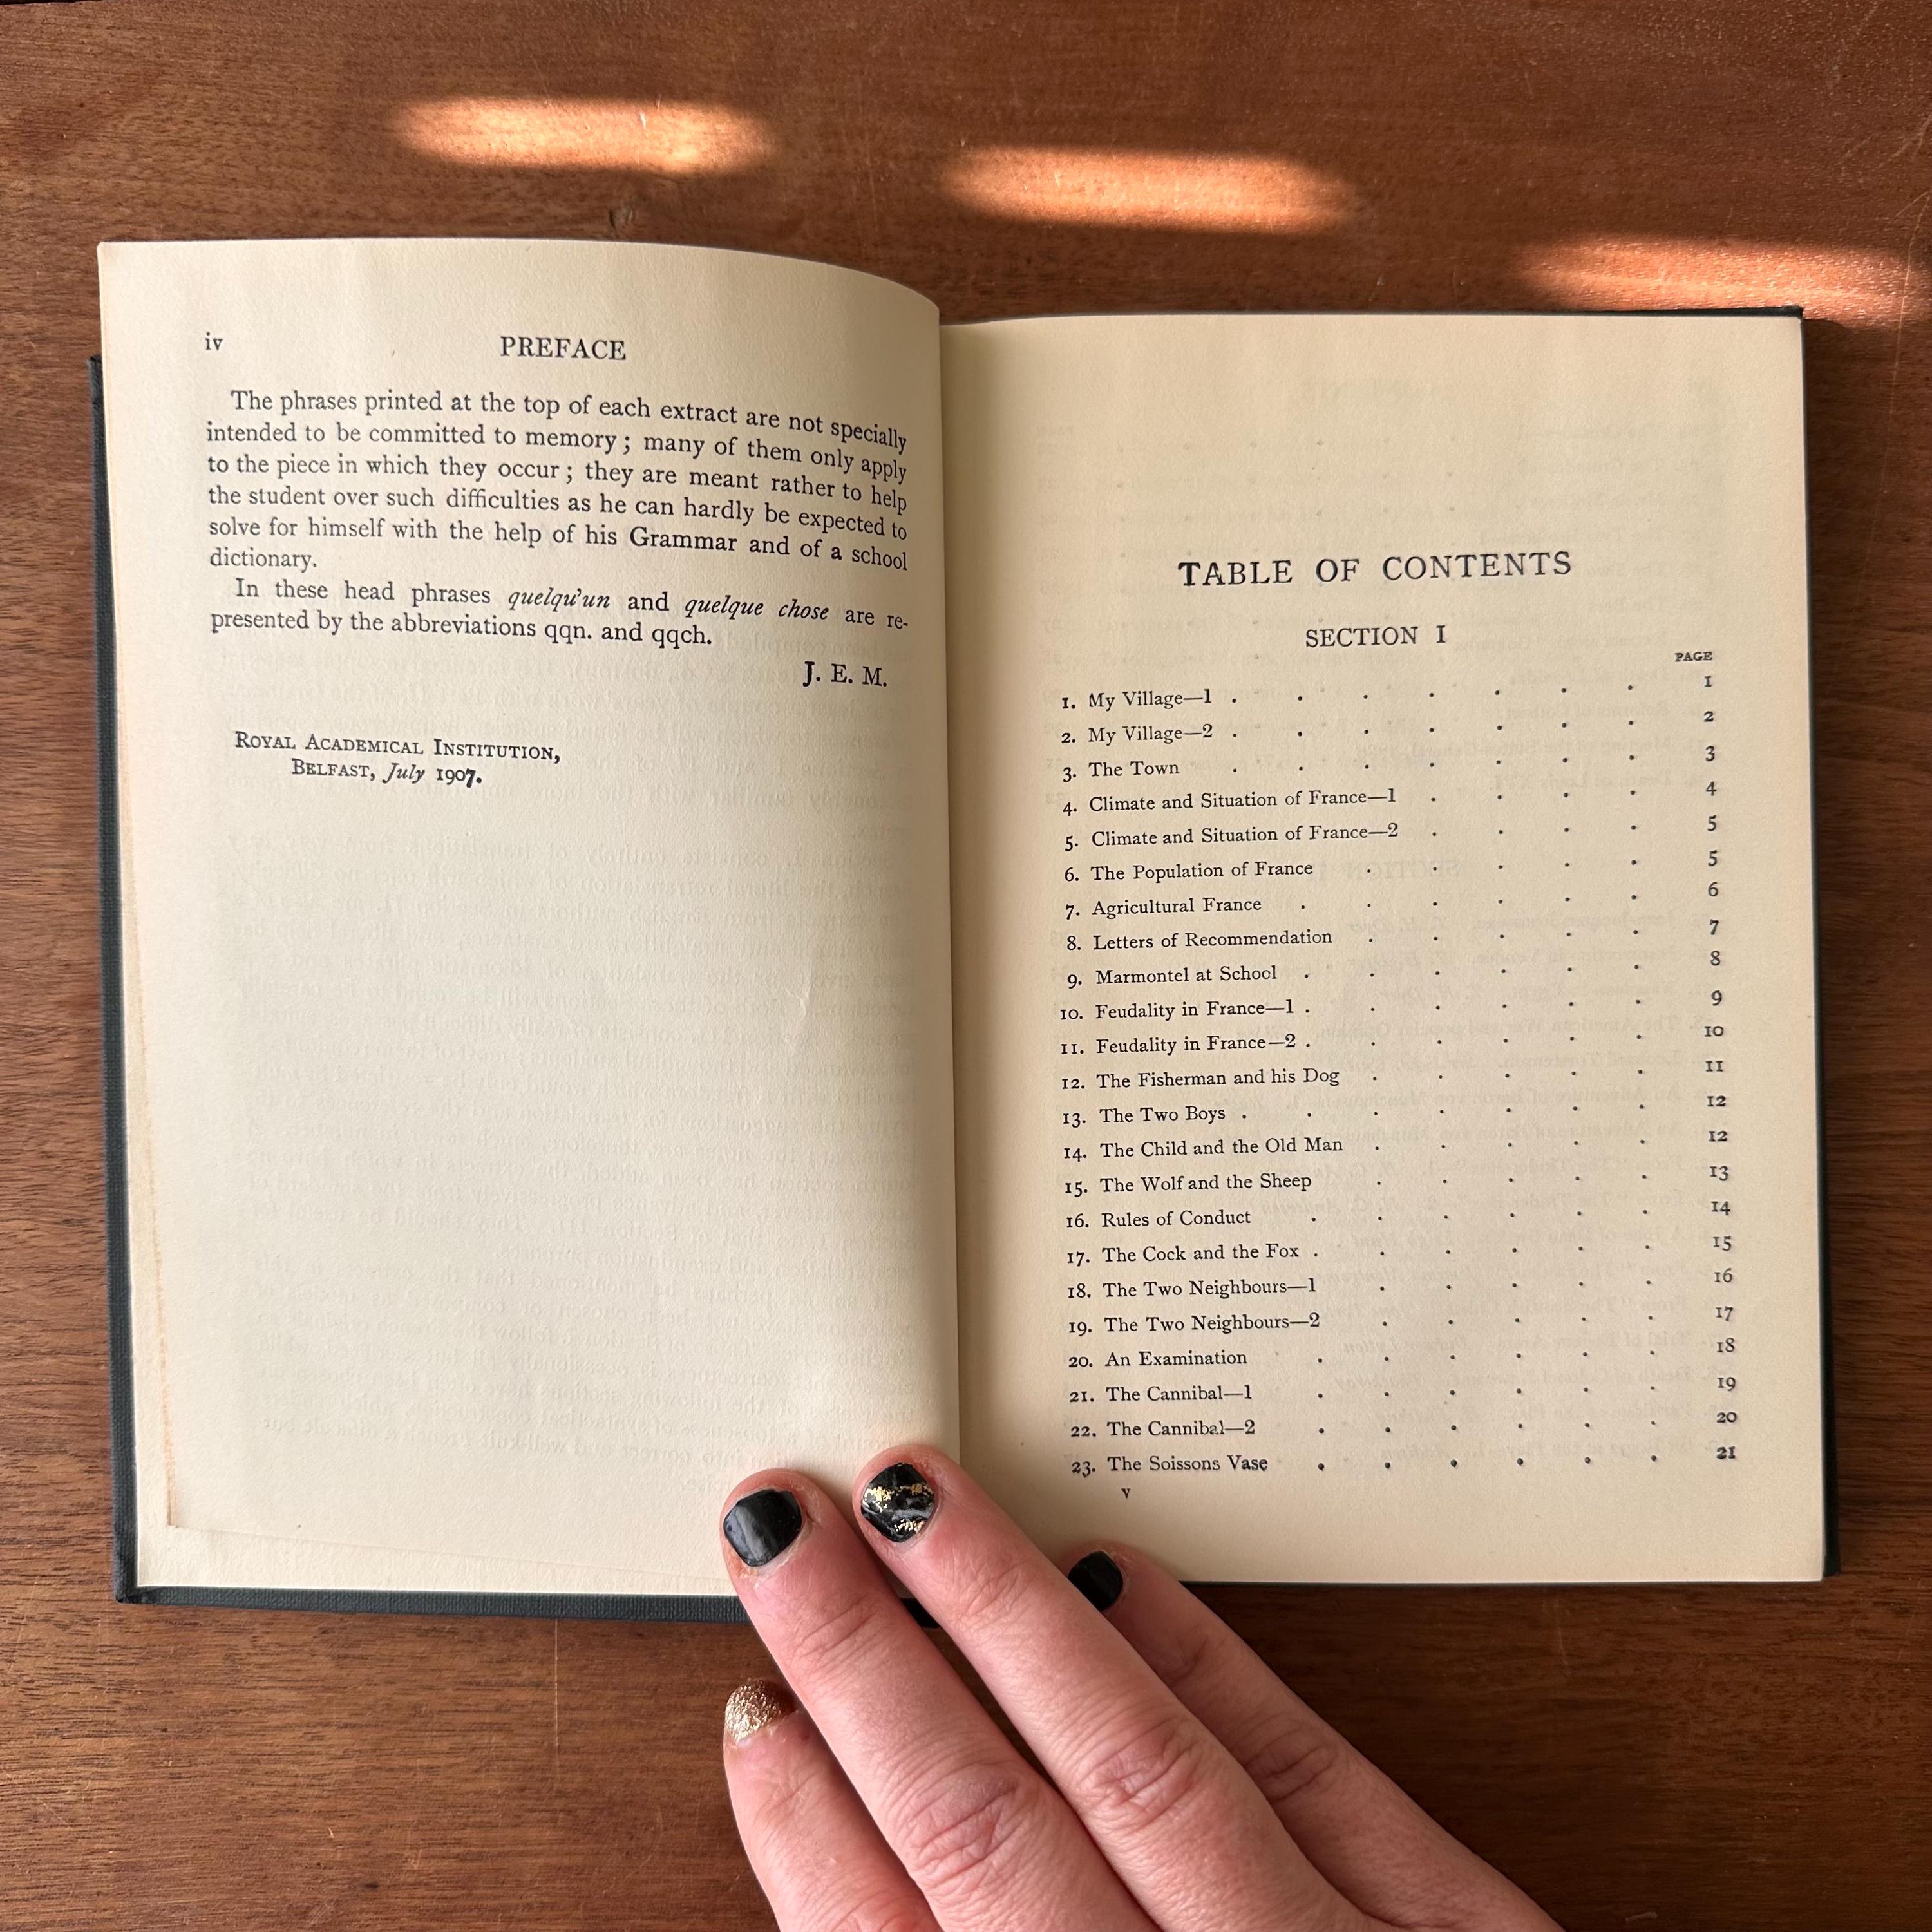 iv
PREFACE
The phrases printed at the top of each extract are not specially
intended to be committed to memory; many of them only apply
to the piece in which they occur; they are meant rather to help
the student over such difficulties as he can hardly be expected to
solve for himself with the help of his Grammar and of a school
dictionary.
In these head phrases quelqu'un and quelque chose are re-
presented by the abbreviations qqn. and qqch.
J. E. M.
ROYAL ACADEMICAL INSTITUTION,
BELFAST, July 1907.
TABLE OF CONTENTS
SECTION I
PAGE
1. My Village—1 . . . . . . . 1
2. My Village—2 . . . . . . . 2
3. The Town . . . . . . . 3
4. Climate and Situation of France—1 . . . . 4
5. Climate and Situation of France—2 . . . . 5
6. The Population of France . . . . . 5
7. Agricultural France . . . . . . 6
8. Letters of Recommendation . . . . . 7
9. Marmontel at School . . . . . . 8
10. Feudality in France—1 . . . . . . 9
11. Feudality in France—2 . . . . . . 10
12. The Fisherman and his Dog . . . . . 11
13. The Two Boys . . . . . . . 12
14. The Child and the Old Man . . . . . 12
15. The Wolf and the Sheep . . . . . 13
16. Rules of Conduct . . . . . . 14
17. The Cock and the Fox . . . . . . 15
18. The Two Neighbours—1 . . . . . 16
19. The Two Neighbours—2 . . . . . 17
20. An Examination . . . . . . 18
21. The Cannibal—1 . . . . . . 19
22. The Cannibal—2 . . . . . . 20
23. The Soissons Vase . . . . . . 21
v